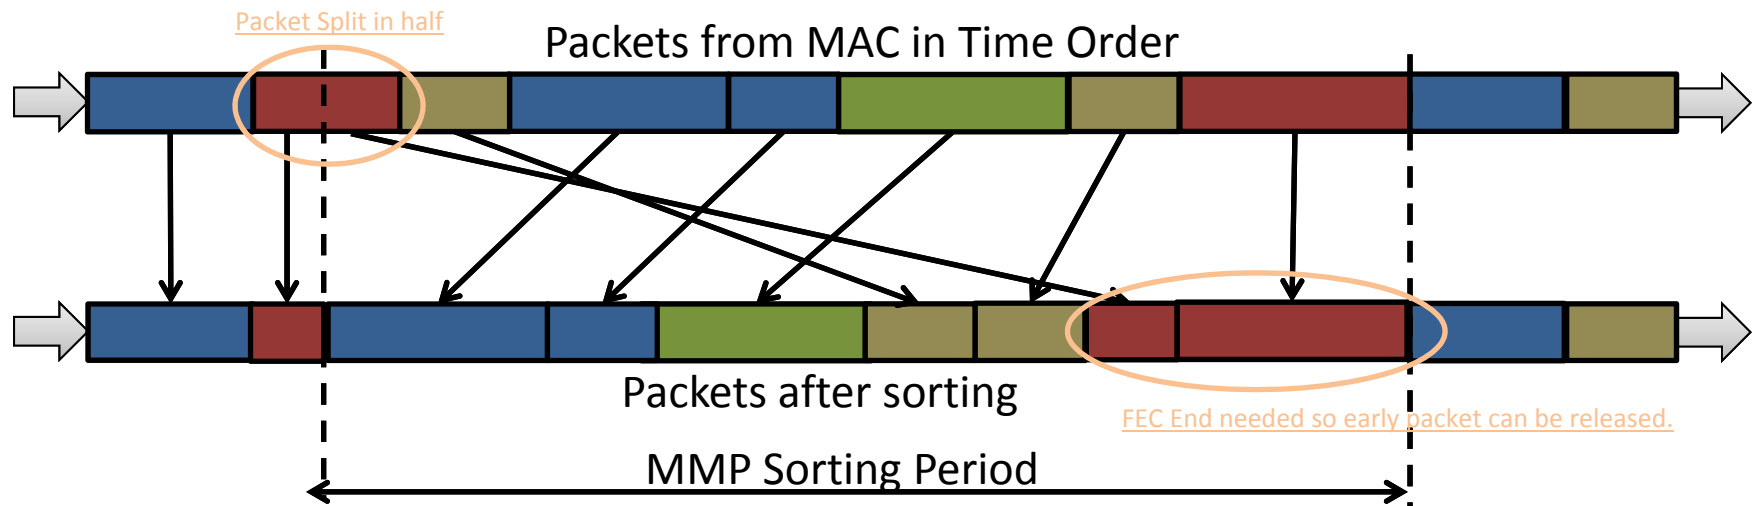 Packet Split in half
Packets from MAC in Time Order
Packets after sorting
FEC End needed so early packet can be released.
MMP Sorting Period